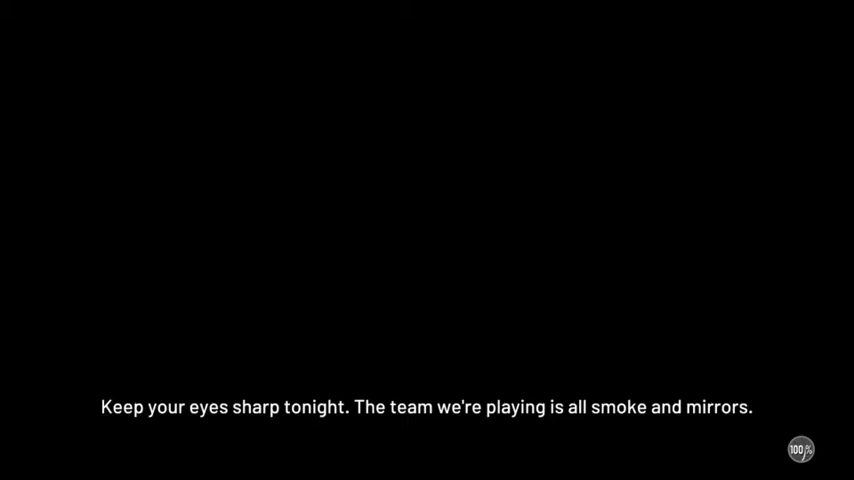 Keep your eyes sharp tonight. The team we're playing is all smoke and mirrors.
100%